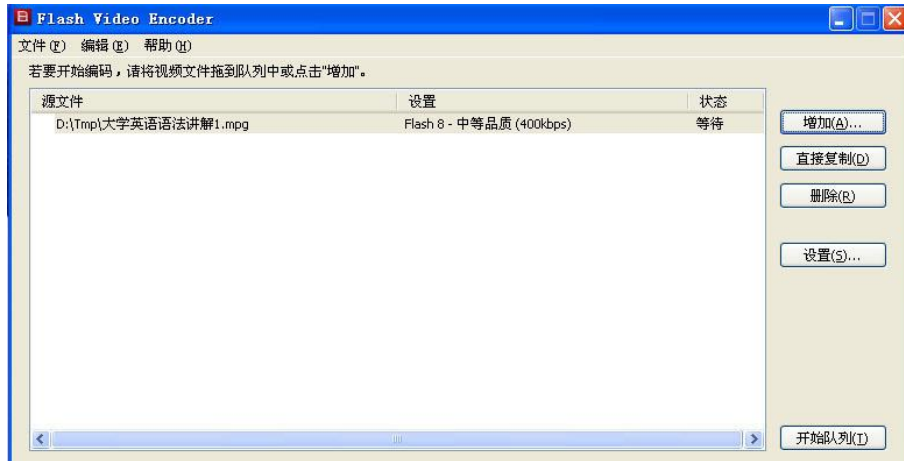 Flash Video Encoder
文件(F) 编辑(E) 帮助(H)
若要开始编码，请将视频文件拖到队列中或点击"增加"。
源文件 设置 状态
D:\Tmp\大学英语语法讲解1.mpg Flash 8 - 中等品质 (400kbps) 等待
增加(A)...
直接复制(D)
删除(R)
设置(S)...
开始队列(T)